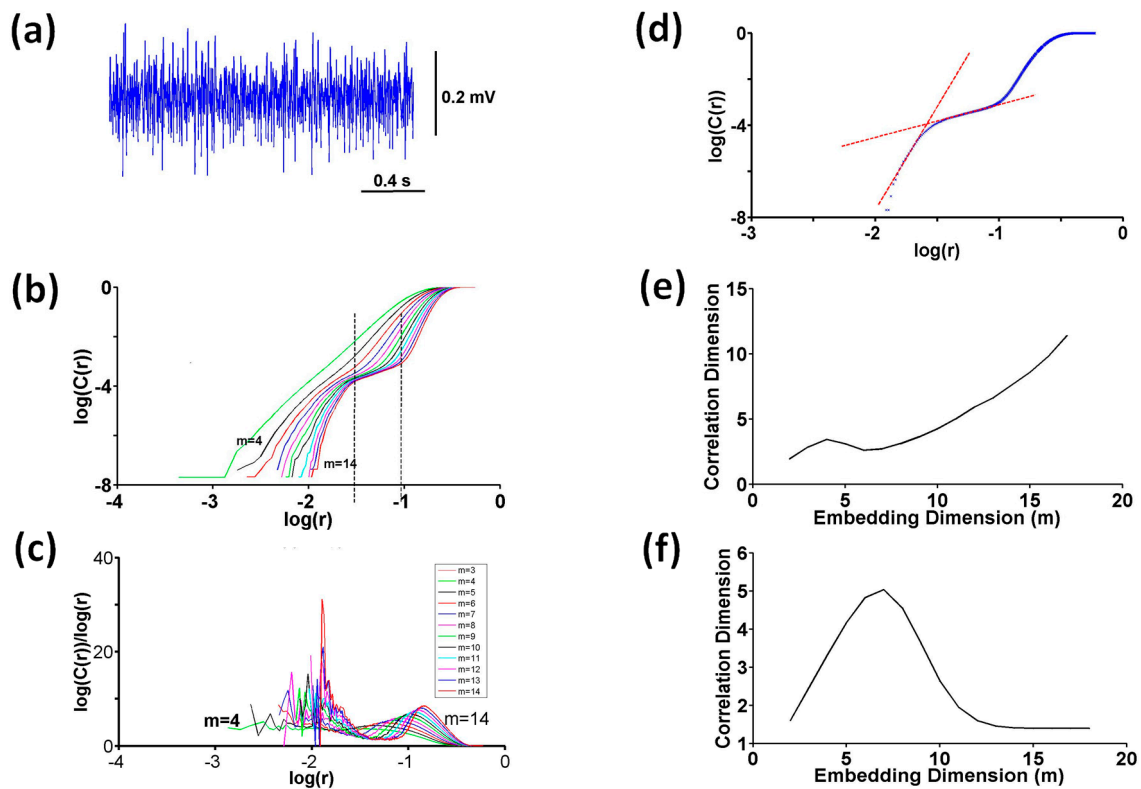 (a)
0.2 mV
0.4 s
(b)
0
-4
-8
log(C(r))
m=4
m=14
-4
-3
-2
-1
0
log(r)
(c)
40
20
0
log(C(r))/log(r)
m=3
m=4
m=5
m=6
m=7
m=8
m=9
m=10
m=11
m=12
m=13
m=14
m=4
m=14
-4
-3
-2
-1
0
log(r)
(d)
0
-4
-8
log(C(r))
-3
-2
-1
0
log(r)
(e)
15
10
5
0
Correlation Dimension
0
5
10
15
20
Embedding Dimension (m)
(f)
6
5
4
3
2
1
Correlation Dimension
0
5
10
15
20
Embedding Dimension (m)